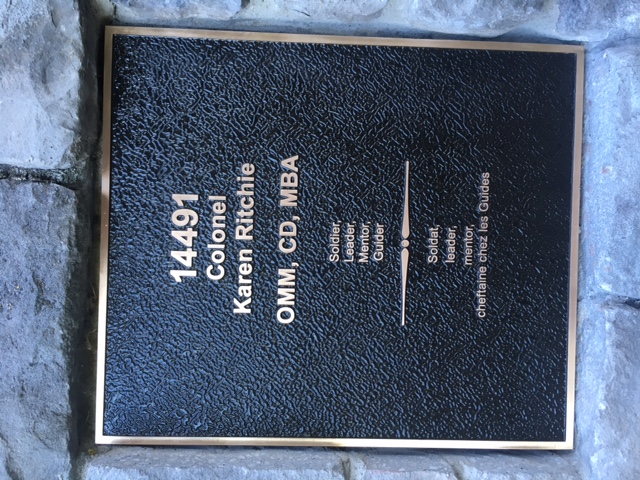 14491
Colonel
Karen Ritchie
OMM, CD, MBA
Soldier,
Leader,
Mentor,
Guider
Soldat,
leader,
mentor,
cheftaine chez les Guides